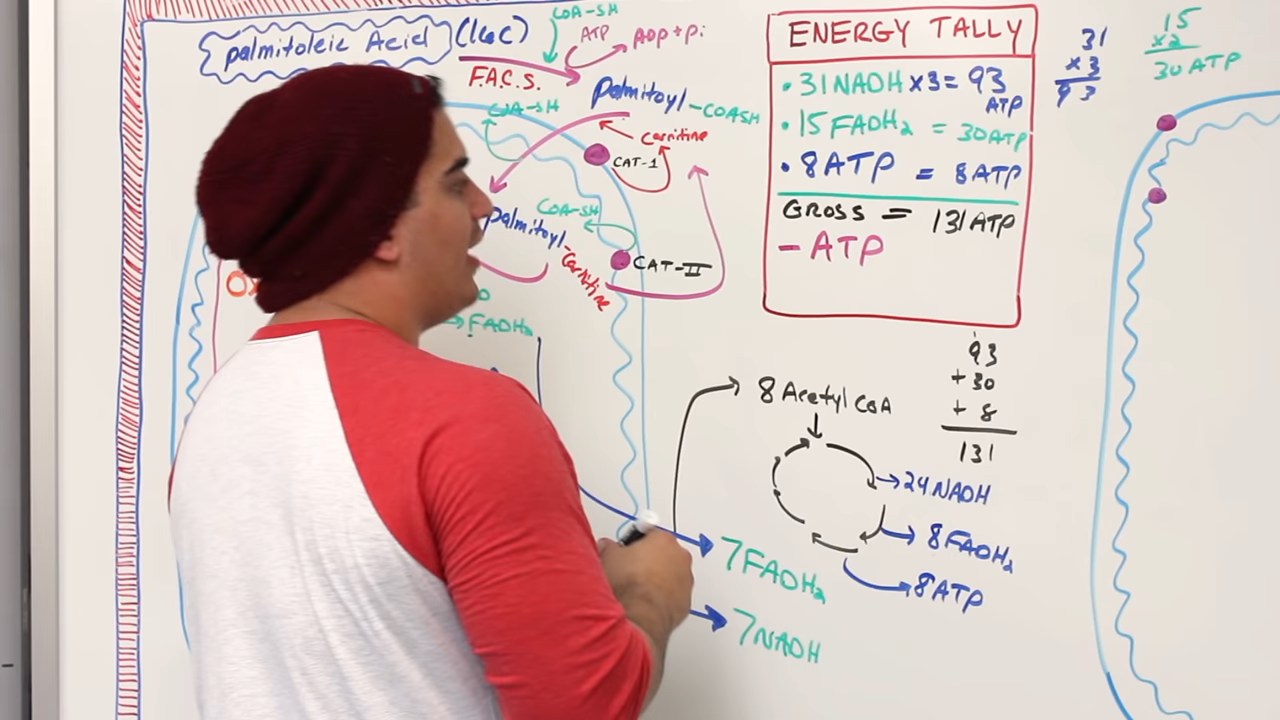 palmitoleic Acid (16C)
COA-SH
ATP
ADP+Pi
F.A.C.S.
Palmitoyl-COASH
COA-SH
Carnitine
CAT-1
COA-SH
Palmitoyl-Carnitine
CAT-II
FADH₂
ENERGY TALLY
• 31 NADH x3 = 93 ATP
• 15 FADH₂ = 30 ATP
• 8 ATP = 8 ATP
GROSS = 131 ATP
- ATP
31
x3
93
15
x2
30 ATP
93
+ 30
+ 8
131
8 Acetyl CoA
24 NADH
8 FADH₂
8 ATP
7 FADH₂
7 NADH